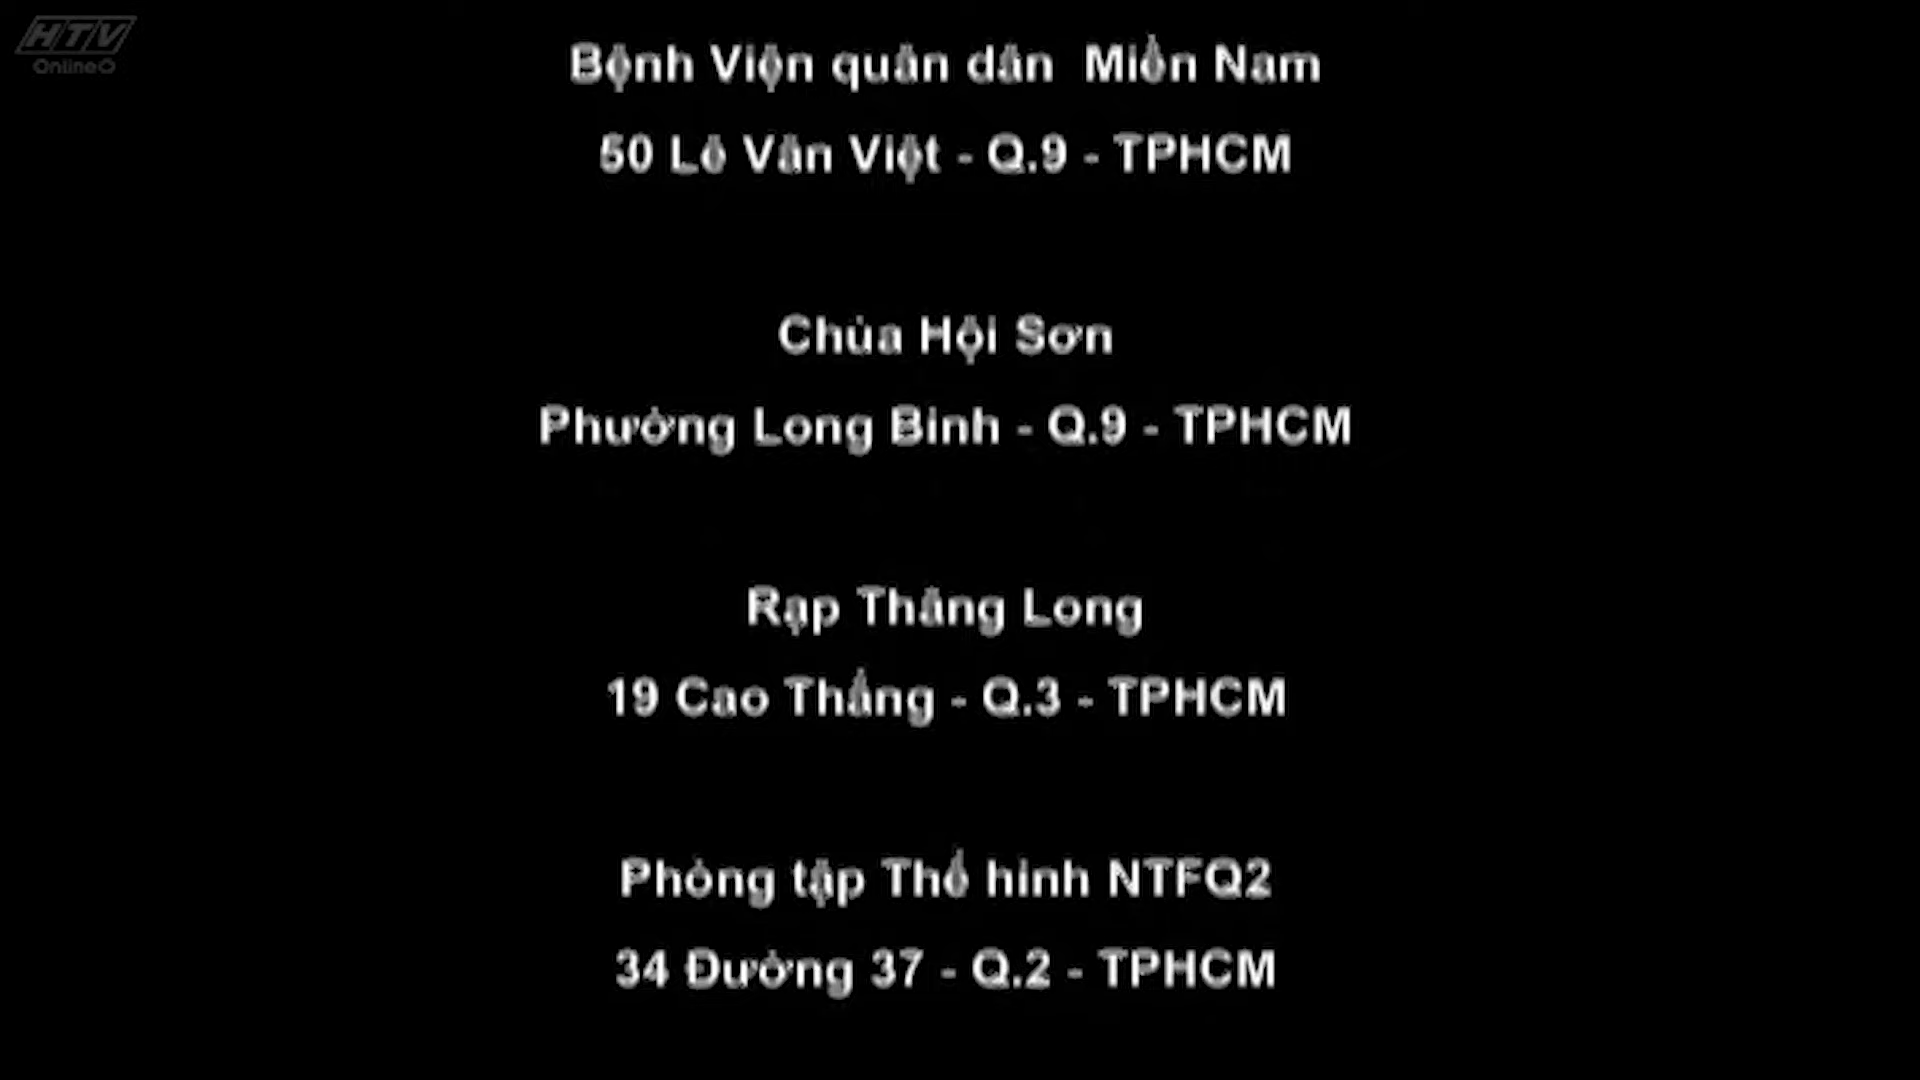 HTV
Online
Bệnh Viện quân dân Miền Nam
50 Lê Văn Việt - Q.9 - TPHCM
Chùa Hội Sơn
Phường Long Bình - Q.9 - TPHCM
Rạp Thăng Long
19 Cao Thắng - Q.3 - TPHCM
Phòng tập Thể hình NTFQ2
34 Đường 37 - Q.2 - TPHCM